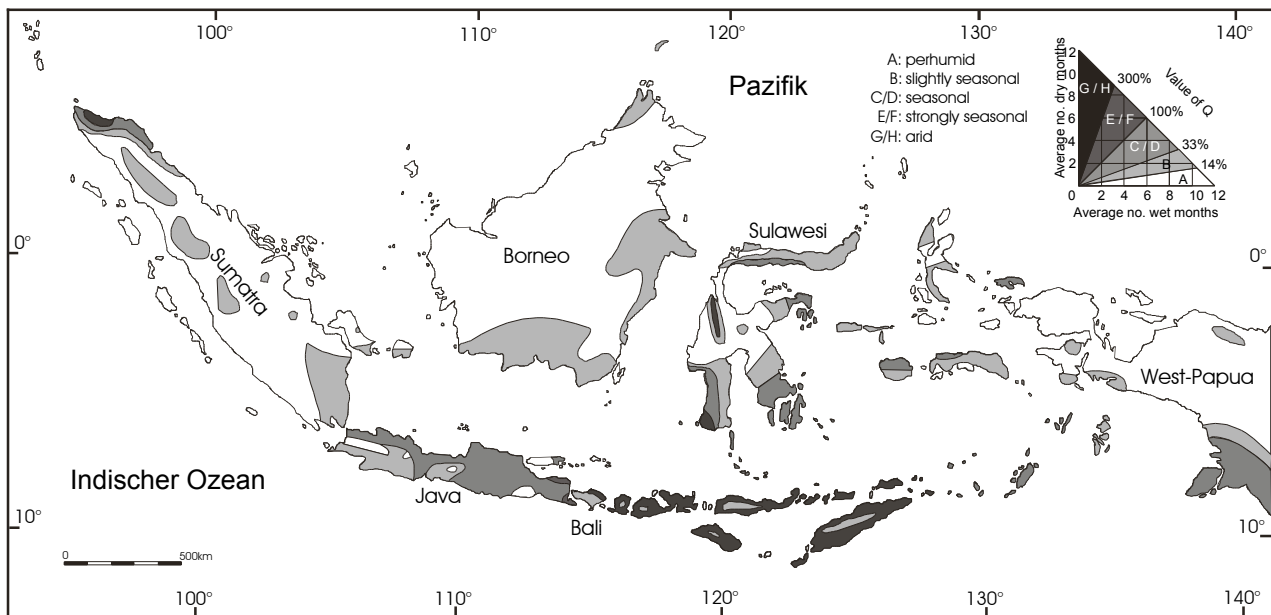 100° 110° 120° 130° 140°
Pazifik
A: perhumid
B: slightly seasonal
C/D: seasonal
E/F: strongly seasonal
G/H: arid
Average no. dry months
12
10
8
6
4
2
0 2 4 6 8 10 12
Average no. wet months
G / H
E / F
C / D
B
A
300%
100%
33%
14%
Value of Q
Sulawesi
0° 0°
Borneo
Sumatra
West-Papua
Indischer Ozean
Java
Bali
10° 10°
0 500km
100° 110° 120° 130° 140°